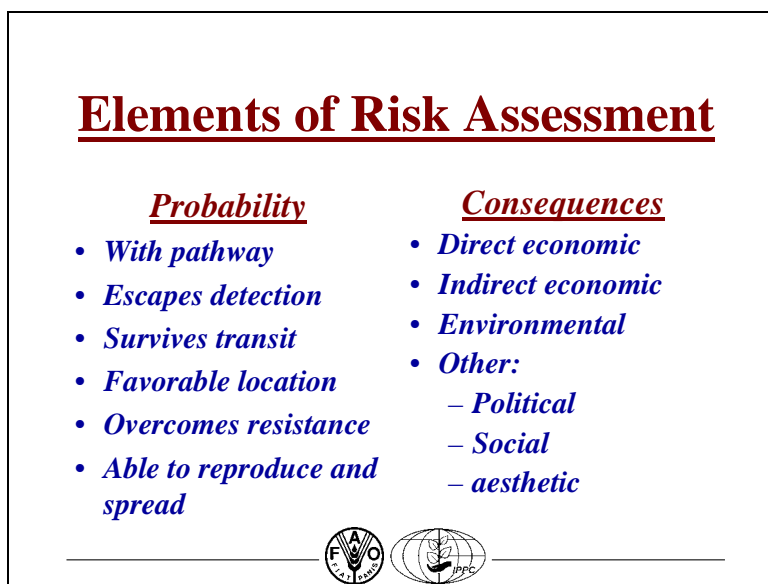 Elements of Risk Assessment
Probability
• With pathway
• Escapes detection
• Survives transit
• Favorable location
• Overcomes resistance
• Able to reproduce and
spread
Consequences
• Direct economic
• Indirect economic
• Environmental
• Other:
– Political
– Social
– aesthetic
F A O
FIAT PANIS
IPPC